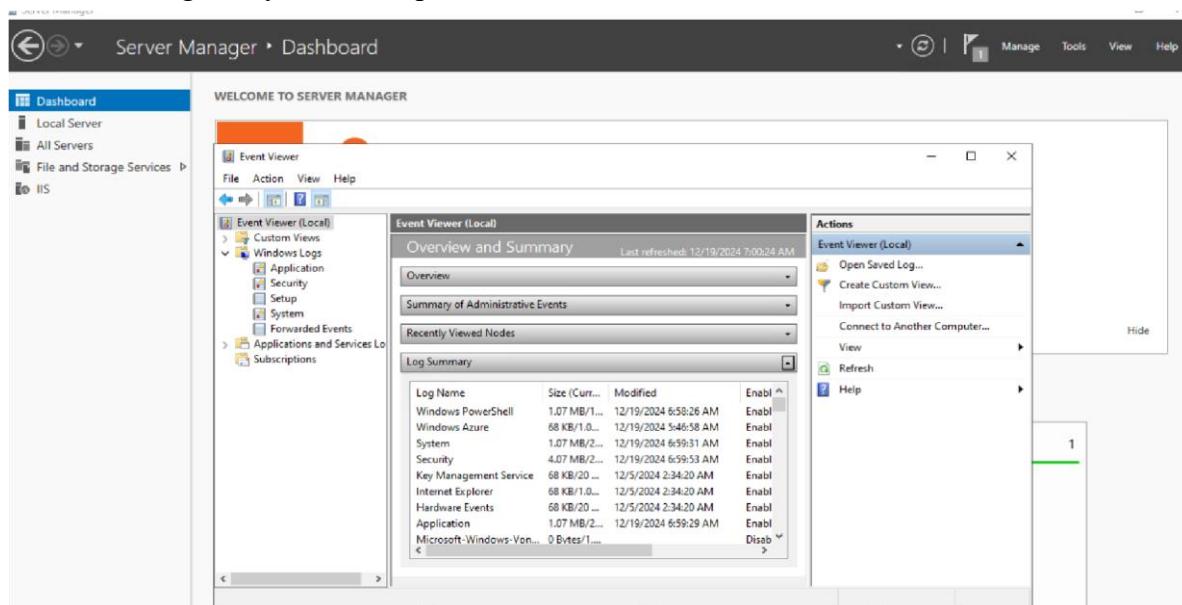 Server Manager
Server Manager • Dashboard
1
Manage Tools View Help
Dashboard
Local Server
All Servers
File and Storage Services
IIS
WELCOME TO SERVER MANAGER
Event Viewer
File Action View Help
Event Viewer (Local)
Custom Views
Windows Logs
Application
Security
Setup
System
Forwarded Events
Applications and Services Lo
Subscriptions
Event Viewer (Local)
Overview and Summary Last refreshed: 12/19/2024 7:00:24 AM
Overview
Summary of Administrative Events
Recently Viewed Nodes
Log Summary
Log Name Size (Curr... Modified Enabl
Windows PowerShell 1.07 MB/1... 12/19/2024 6:58:26 AM Enabl
Windows Azure 68 KB/1.0... 12/19/2024 5:46:58 AM Enabl
System 1.07 MB/2... 12/19/2024 6:59:31 AM Enabl
Security 4.07 MB/2... 12/19/2024 6:59:53 AM Enabl
Key Management Service 68 KB/20 ... 12/5/2024 2:34:20 AM Enabl
Internet Explorer 68 KB/1.0... 12/5/2024 2:34:20 AM Enabl
Hardware Events 68 KB/20 ... 12/5/2024 2:34:20 AM Enabl
Application 1.07 MB/2... 12/19/2024 6:59:29 AM Enabl
Microsoft-Windows-Von... 0 Bytes/1.... Disab
Actions
Event Viewer (Local)
Open Saved Log...
Create Custom View...
Import Custom View...
Connect to Another Computer...
View
Refresh
Help
Hide
1